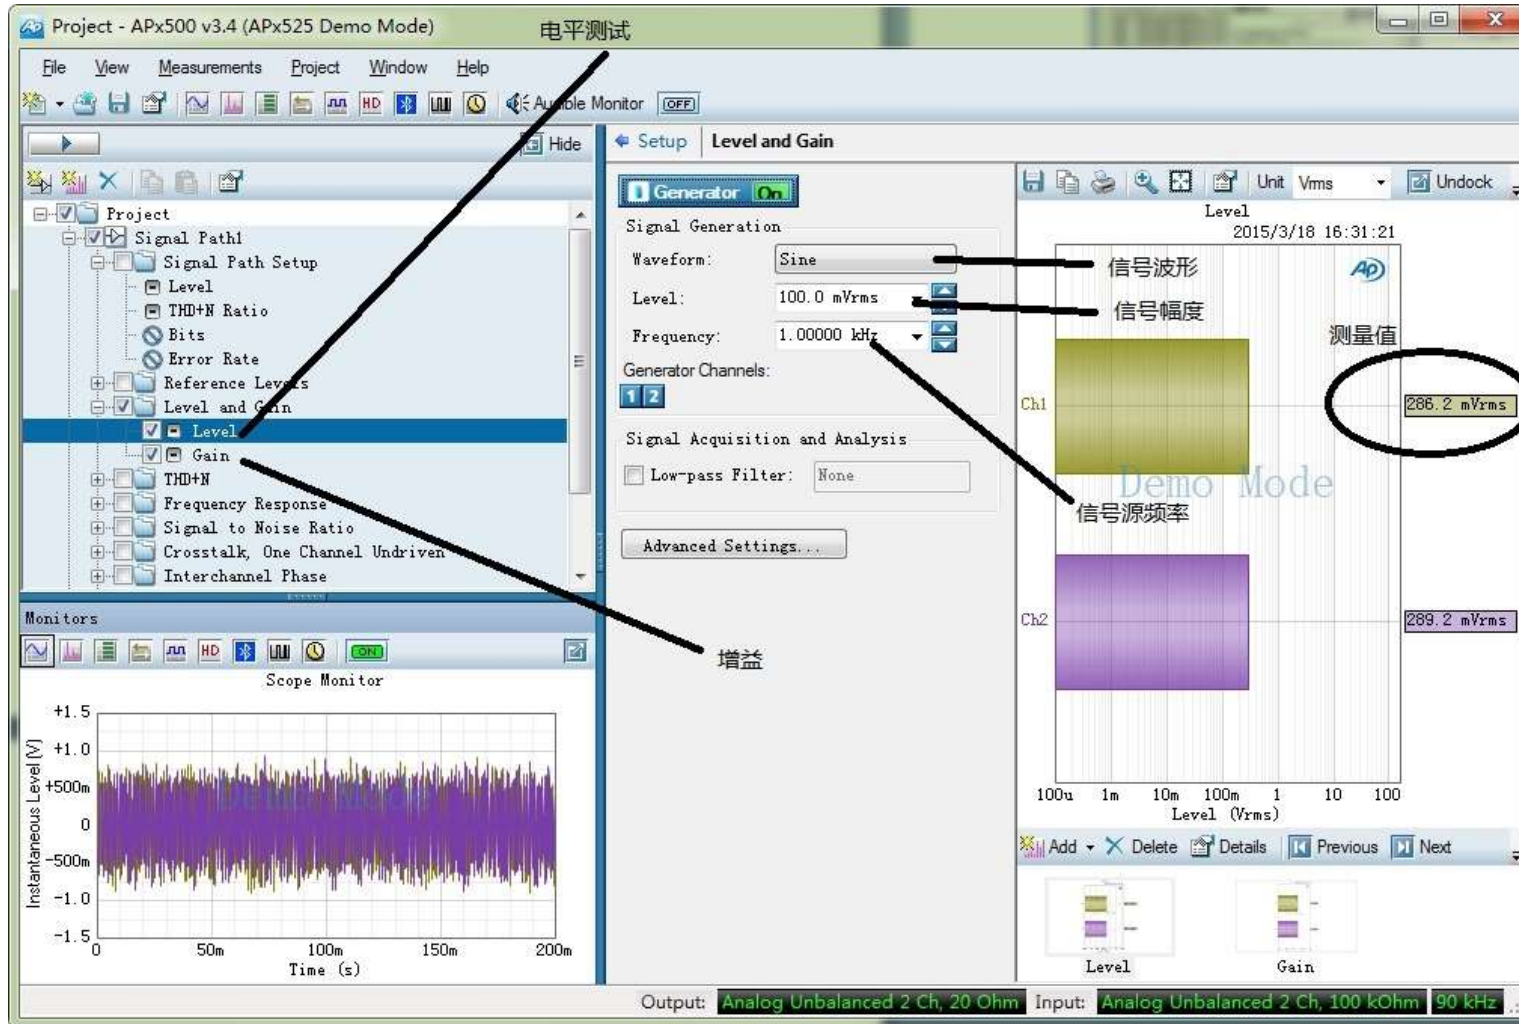 Project - APx500 v3.4 (APx525 Demo Mode)
电平测试
File View Measurements Project Window Help
HD
Audible Monitor OFF
Hide
Setup Level and Gain
Project
Signal Path1
Signal Path Setup
Level
THD+N Ratio
Bits
Error Rate
Reference Levels
Level and Gain
Level
Gain
THD+N
Frequency Response
Signal to Noise Ratio
Crosstalk, One Channel Undriven
Interchannel Phase
Generator On
Signal Generation
Waveform: Sine
Level: 100.0 mVrms
Frequency: 1.00000 kHz
Generator Channels:
1 2
Signal Acquisition and Analysis
Low-pass Filter: None
Advanced Settings...
增益
Unit Vrms Undock
Level
2015/3/18 16:31:21
AP
信号波形
信号幅度
测量值
Ch1
286.2 mVrms
Demo Mode
信号源频率
Ch2
289.2 mVrms
100u 1m 10m 100m 1 10 100
Level (Vrms)
Add Delete Details Previous Next
Level Gain
Monitors
HD ON
Scope Monitor
Instantaneous Level (V)
+1.5
+1.0
+500m
0
-500m
-1.0
-1.5
Demo Mode
0 50m 100m 150m 200m
Time (s)
Output: Analog Unbalanced 2 Ch, 20 Ohm Input: Analog Unbalanced 2 Ch, 100 kOhm 90 kHz